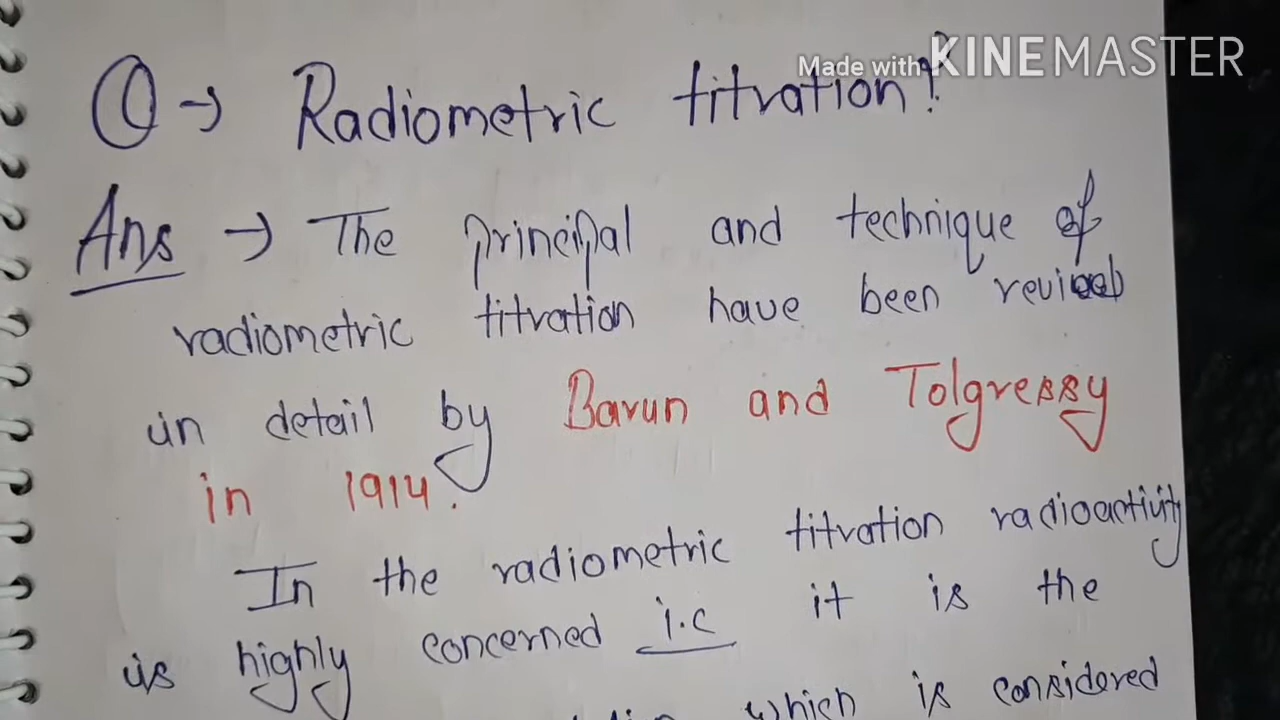 Made with KINEMASTER
Q → Radiometric titration?
Ans → The principal and technique of
radiometric titration have been
in detail by Barun and Tolgressy
in 1914.
In the radiometric titration radioactivity
is highly concerned i.e it is the
which is considered